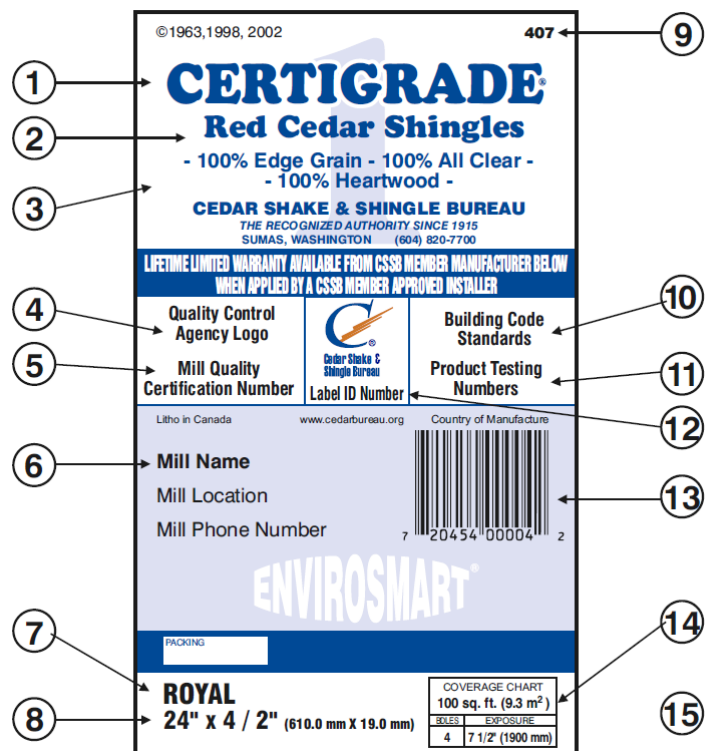 ©1963,1998, 2002
407
9
1
CERTIGRADE®
2
Red Cedar Shingles
- 100% Edge Grain - 100% All Clear -
- 100% Heartwood -
3
CEDAR SHAKE & SHINGLE BUREAU
THE RECOGNIZED AUTHORITY SINCE 1915
SUMAS, WASHINGTON (604) 820-7700
LIFETIME LIMITED WARRANTY AVAILABLE FROM CSSB MEMBER MANUFACTURER BELOW
WHEN APPLIED BY A CSSB MEMBER APPROVED INSTALLER
4
Quality Control
Agency Logo
5
Mill Quality
Certification Number
C®
Cedar Shake &
Shingle Bureau
Label ID Number
Building Code
Standards
10
Product Testing
Numbers
11
12
Litho in Canada
www.cedarbureau.org
Country of Manufacture
6
Mill Name
Mill Location
Mill Phone Number
13
7 20454 00004 2
ENVIROSMART®
PACKING
7
ROYAL
8
24" x 4 / 2" (610.0 mm X 19.0 mm)
14
COVERAGE CHART
100 sq. ft. (9.3 m²)
BDLES EXPOSURE
4 7 1/2" (1900 mm)
15
1